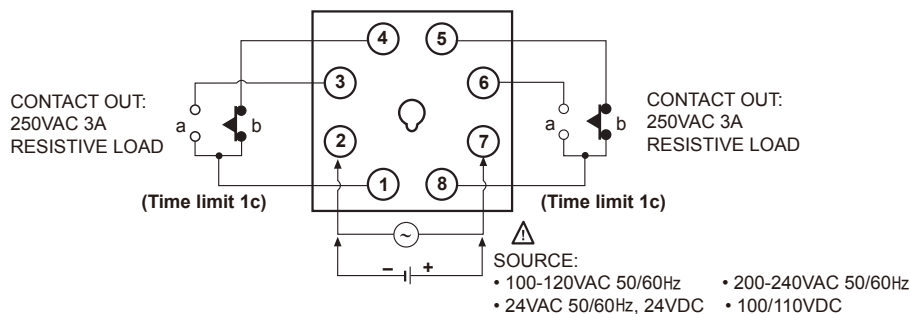 4 5
3 6
CONTACT OUT:
250VAC 3A
RESISTIVE LOAD
a b
a b
CONTACT OUT:
250VAC 3A
RESISTIVE LOAD
2 7
1 8
(Time limit 1c)
(Time limit 1c)
~
− +
SOURCE:
• 100-120VAC 50/60Hz • 200-240VAC 50/60Hz
• 24VAC 50/60Hz, 24VDC • 100/110VDC